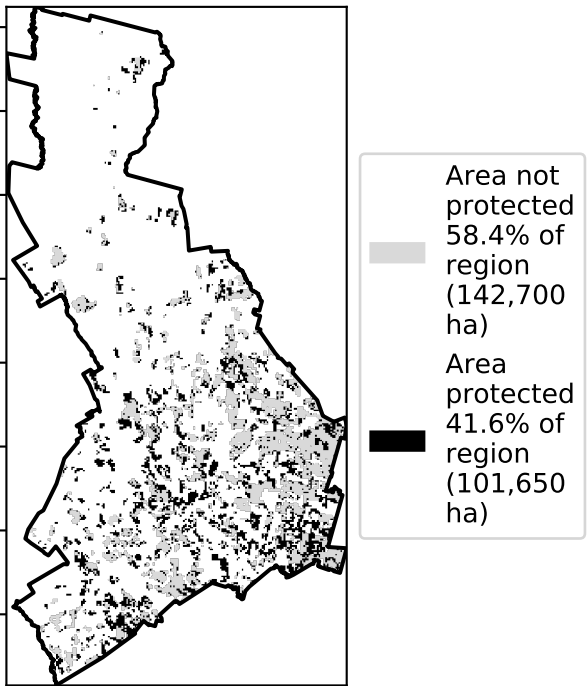 Area not
protected
58.4% of
region
(142,700
ha)
Area
protected
41.6% of
region
(101,650
ha)